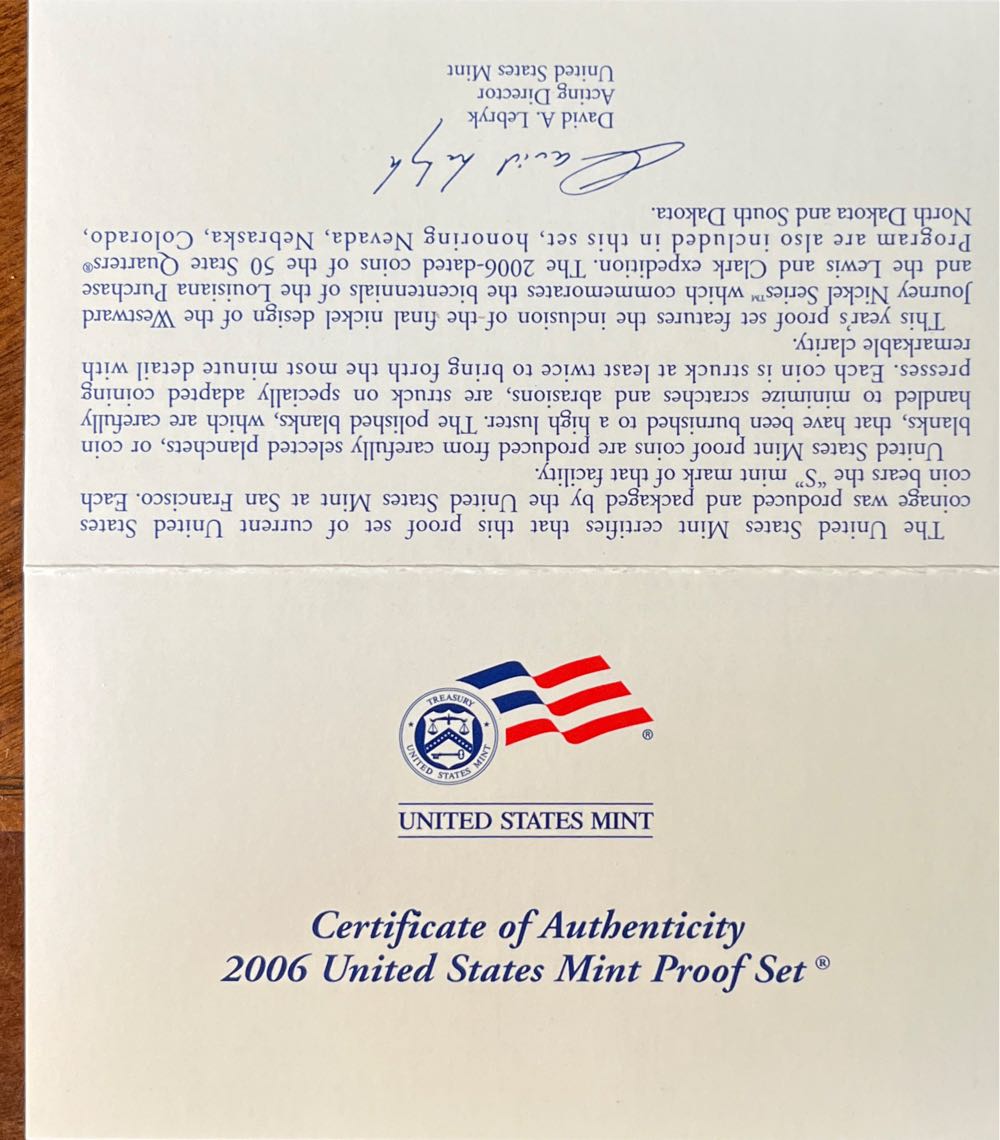 The United States Mint certifies that this proof set of current United States
coinage was produced and packaged by the United States Mint at San Francisco. Each
coin bears the “S” mint mark of that facility.
United States Mint proof coins are produced from carefully selected planchets, or coin
blanks, that have been burnished to a high luster. The polished blanks, which are carefully
handled to minimize scratches and abrasions, are struck on specially adapted coining
presses. Each coin is struck at least twice to bring forth the most minute detail with
remarkable clarity.
This year's proof set features the inclusion of the final nickel design of the Westward
Journey Nickel Series™ which commemorates the bicentennials of the Louisiana Purchase
and the Lewis and Clark expedition. The 2006-dated coins of the 50 State Quarters®
Program are also included in this set, honoring Nevada, Nebraska, Colorado,
North Dakota and South Dakota.
David Lebryk
David A. Lebryk
Acting Director
United States Mint
TREASURY
UNITED STATES MINT
®
UNITED STATES MINT
Certificate of Authenticity
2006 United States Mint Proof Set ®